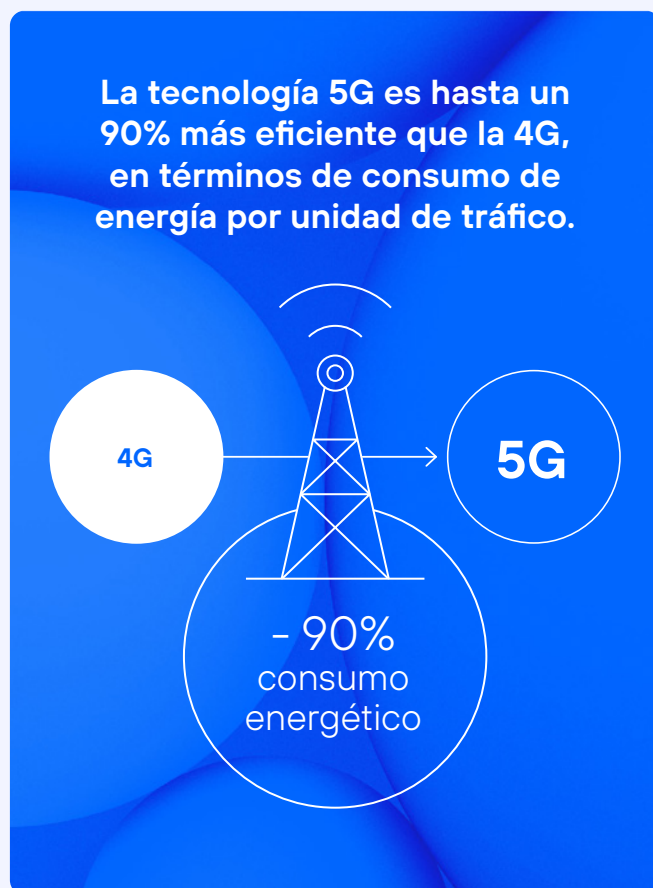 La tecnología 5G es hasta un
90% más eficiente que la 4G,
en términos de consumo de
energía por unidad de tráfico.
4G
5G
- 90%
consumo
energético